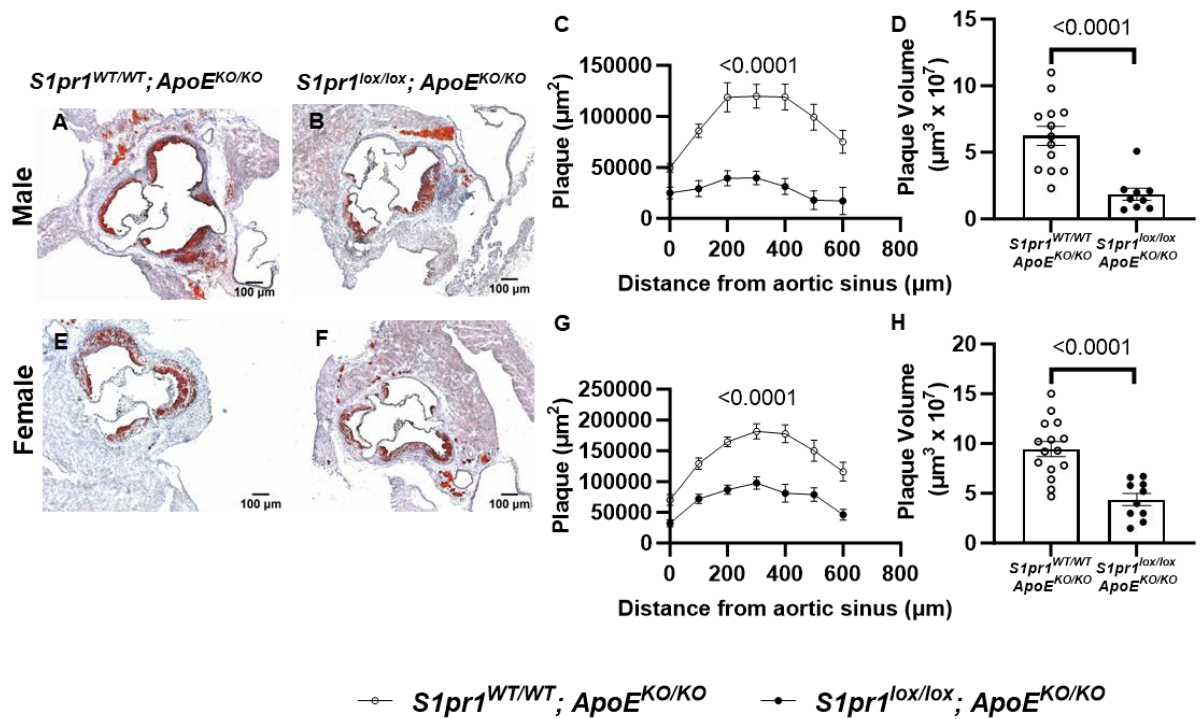 S1pr1WT/WT; ApoEKO/KO
S1pr1lox/lox; ApoEKO/KO
Male
A
100 µm
B
100 µm
C
<0.0001
Plaque (µm2)
150000
100000
50000
0
0 200 400 600 800
Distance from aortic sinus (µm)
D
<0.0001
Plaque Volume
(µm3 x 107)
15
10
5
0
S1pr1WT/WT
ApoEKO/KO
S1pr1lox/lox
ApoEKO/KO
Female
E
100 µm
F
100 µm
G
<0.0001
Plaque (µm2)
250000
200000
150000
100000
50000
0
0 200 400 600 800
Distance from aortic sinus (µm)
H
<0.0001
Plaque Volume
(µm3 x 107)
20
15
10
5
0
S1pr1WT/WT
ApoEKO/KO
S1pr1lox/lox
ApoEKO/KO
S1pr1WT/WT; ApoEKO/KO
S1pr1lox/lox; ApoEKO/KO